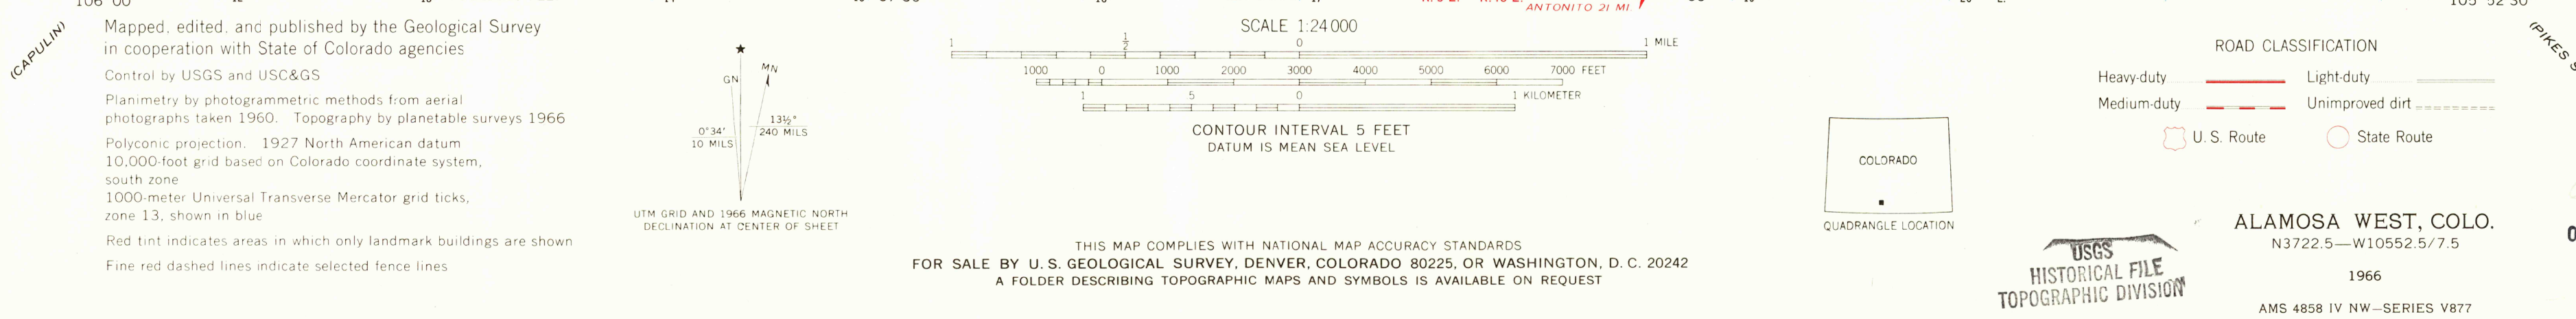 106°00'
(CAPULIN)
Mapped, edited, and published by the Geological Survey
in cooperation with State of Colorado agencies
Control by USGS and USC&GS
Planimetry by photogrammetric methods from aerial
photographs taken 1960. Topography by planetable surveys 1966
Polyconic projection. 1927 North American datum
10,000-foot grid based on Colorado coordinate system,
south zone
1000-meter Universal Transverse Mercator grid ticks,
zone 13, shown in blue
Red tint indicates areas in which only landmark buildings are shown
Fine red dashed lines indicate selected fence lines
★
GN
MN
0°34'
10 MILS
13½°
240 MILS
UTM GRID AND 1966 MAGNETIC NORTH
DECLINATION AT CENTER OF SHEET
ANTONITO 21 MI.
SCALE 1:24 000
1 ½ 0 1 MILE
1000 0 1000 2000 3000 4000 5000 6000 7000 FEET
1 .5 0 1 KILOMETER
CONTOUR INTERVAL 5 FEET
DATUM IS MEAN SEA LEVEL
THIS MAP COMPLIES WITH NATIONAL MAP ACCURACY STANDARDS
FOR SALE BY U. S. GEOLOGICAL SURVEY, DENVER, COLORADO 80225, OR WASHINGTON, D. C. 20242
A FOLDER DESCRIBING TOPOGRAPHIC MAPS AND SYMBOLS IS AVAILABLE ON REQUEST
COLORADO
QUADRANGLE LOCATION
105°52'30"
ROAD CLASSIFICATION
Heavy-duty Light-duty
Medium-duty Unimproved dirt
U. S. Route State Route
USGS
HISTORICAL FILE
TOPOGRAPHIC DIVISION
ALAMOSA WEST, COLO.
N3722.5—W10552.5/7.5
1966
AMS 4858 IV NW—SERIES V877